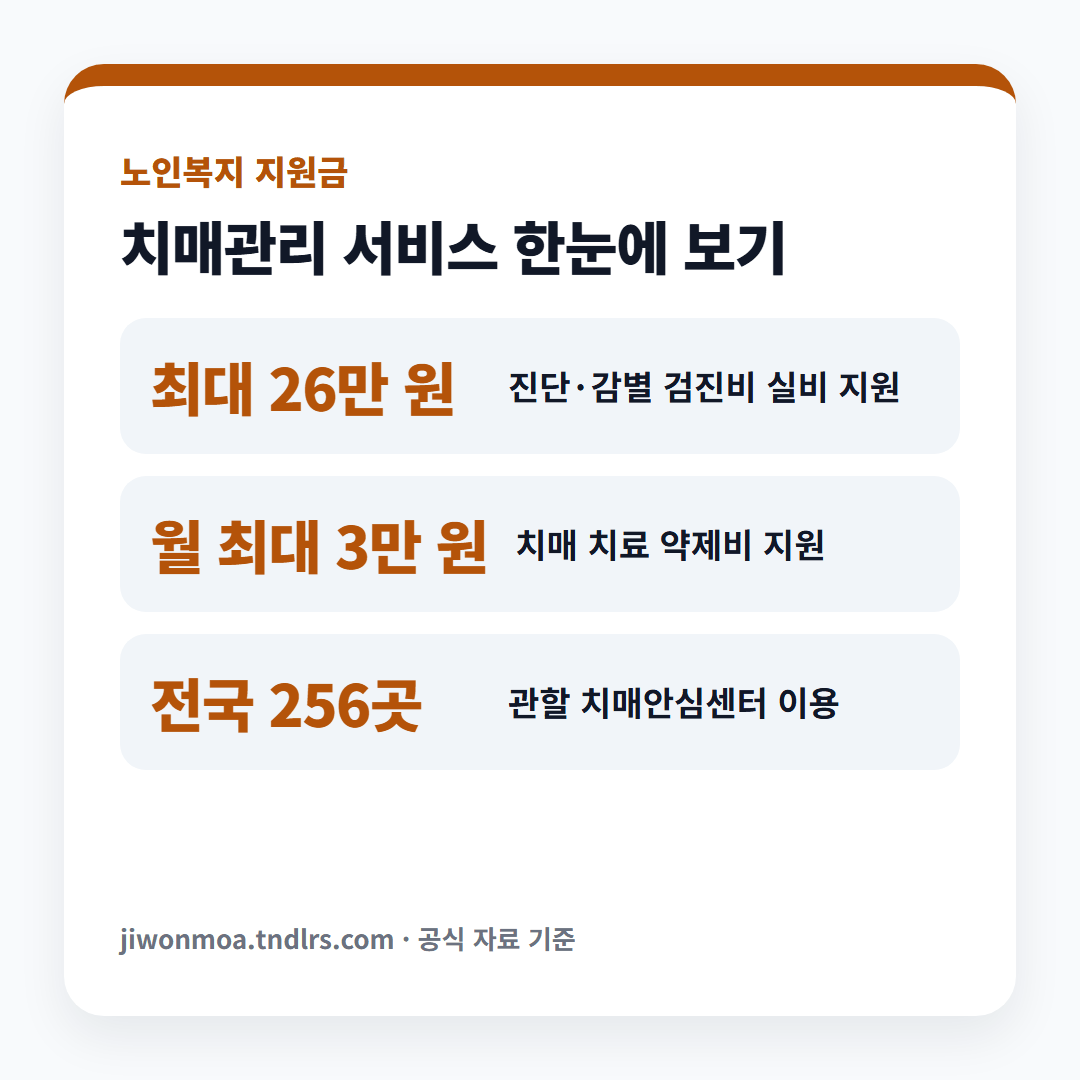 노인복지 지원금
치매관리 서비스 한눈에 보기
최대 26만 원 진단·감별 검진비 실비 지원
월 최대 3만 원 치매 치료 약제비 지원
전국 256곳 관할 치매안심센터 이용
jiwonmoa.tndlrs.com · 공식 자료 기준